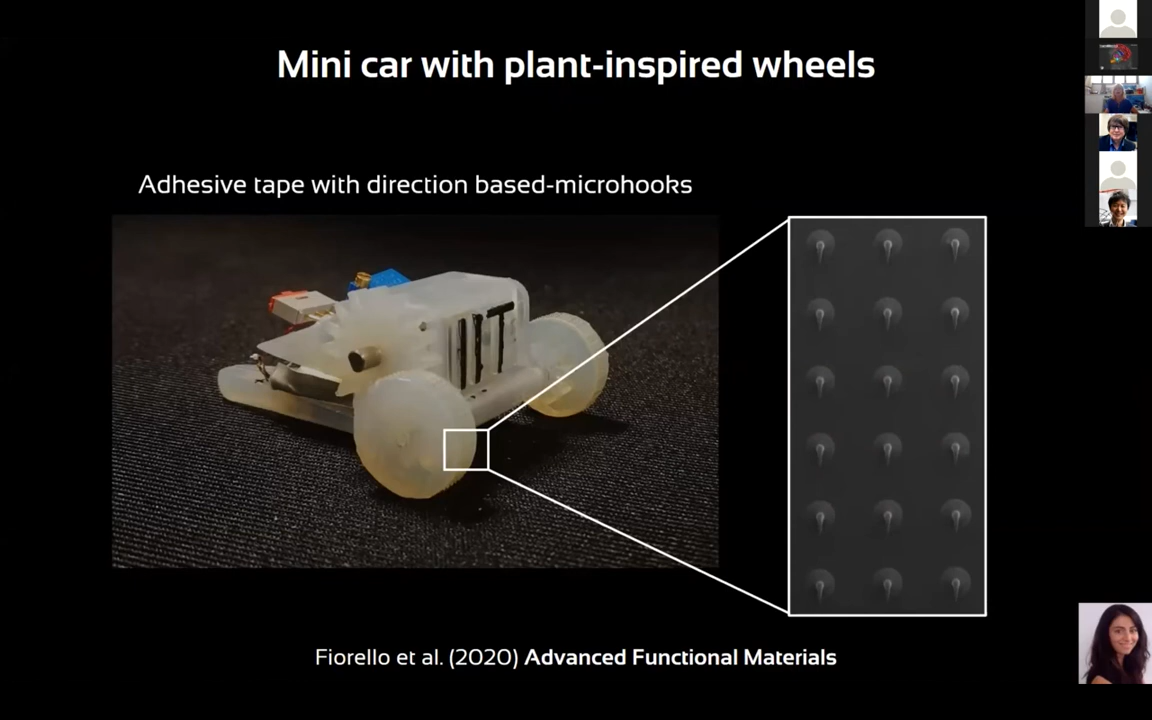 Mini car with plant-inspired wheels
Adhesive tape with direction based-microhooks
IIT
Fiorello et al. (2020) Advanced Functional Materials